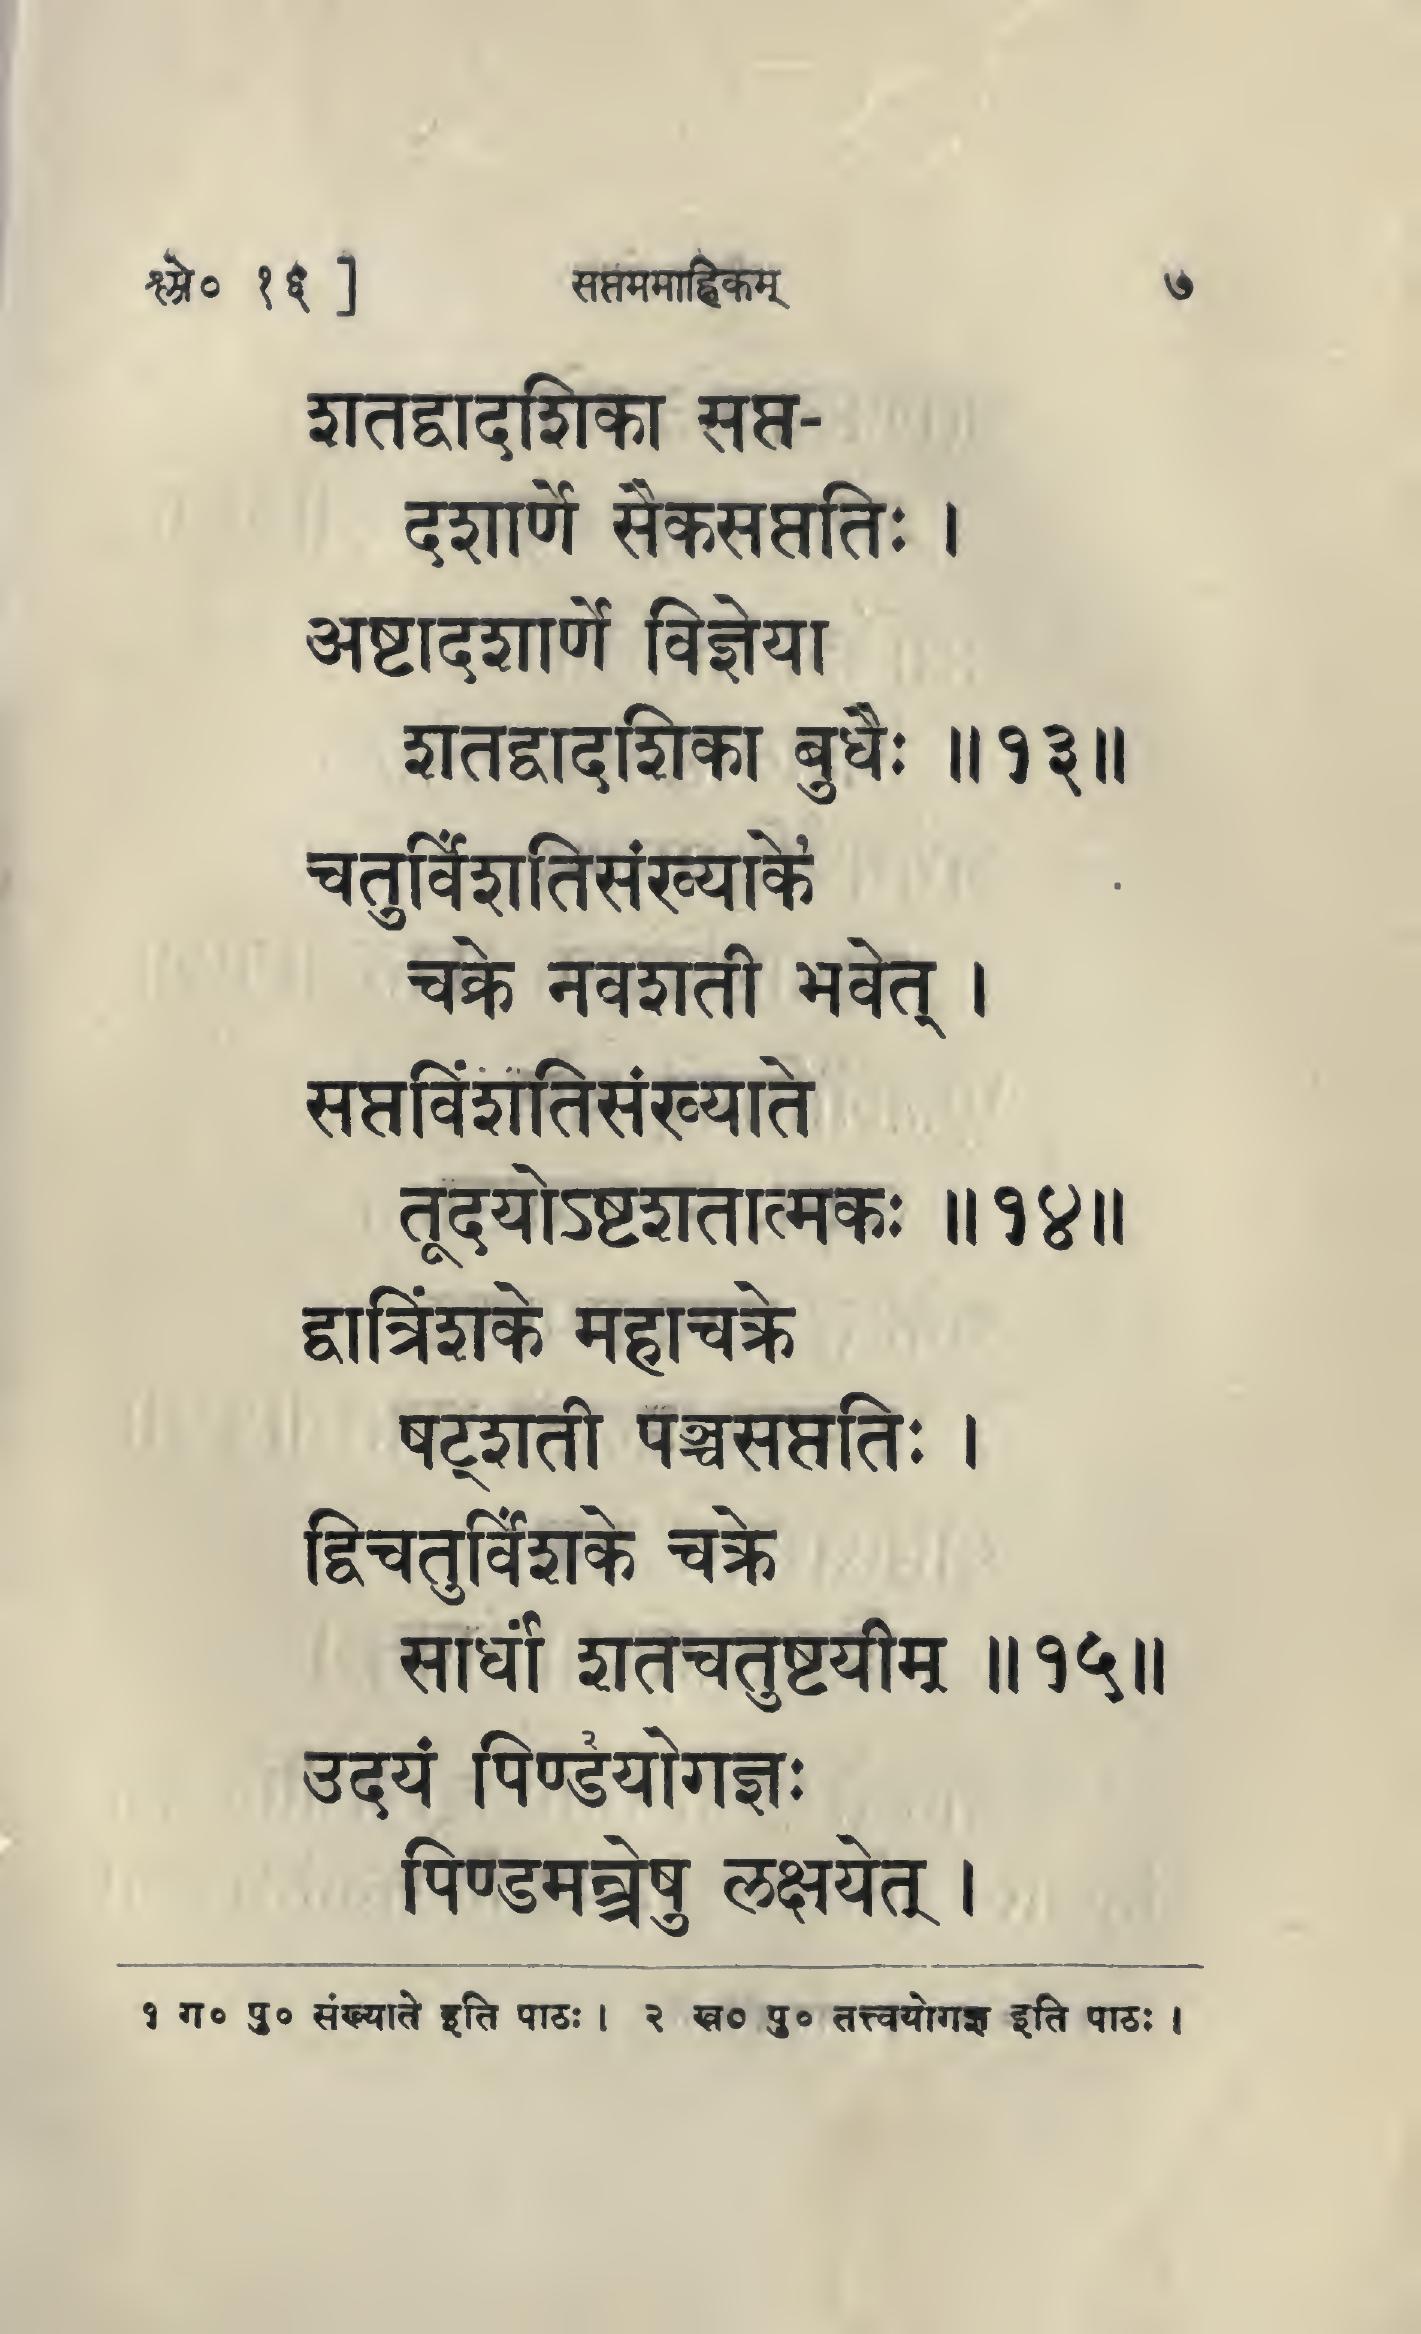 श्लो० १६ ] सप्तममाह्निकम् ७
शतद्वादशिका सप्त-
दशार्णे सैकसप्ततिः ।
अष्टादशार्णे विज्ञेया
शतद्वादशिका बुधैः ॥१३॥
चतुर्विंशतिसंख्याके१
चक्रे नवशती भवेत् ।
सप्तविंशतिसंख्याते
तूदयोऽष्टशतात्मकः ॥१४॥
द्वात्रिंशके महाचक्रे
षट्शती पञ्चसप्ततिः ।
द्विचतुर्विंशके चक्रे
सार्धां शतचतुष्टयीम् ॥१५॥
उदयं पिण्ड२योगज्ञः
पिण्डमन्त्रेषु लक्षयेत् ।
१ ग० पु० संख्याते इति पाठः । २ ख० पु० तत्त्वयोगज्ञ इति पाठः ।